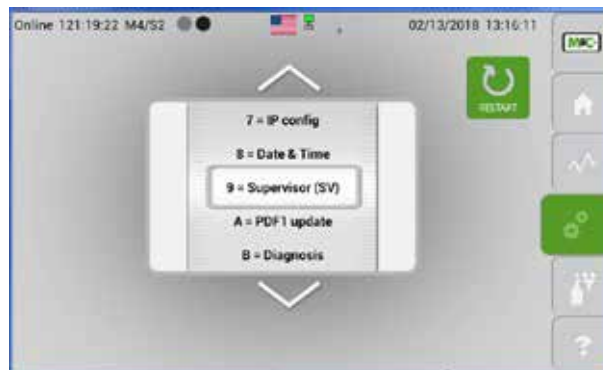 Online 121:19:22 M4/S2
02/13/2018 13:16:11
RESTART
7 = IP config
8 = Date & Time
9 = Supervisor (SV)
A = PDF1 update
B = Diagnosis
?